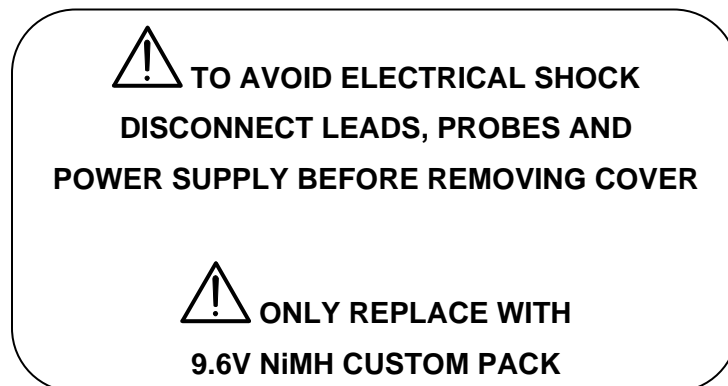 TO AVOID ELECTRICAL SHOCK
DISCONNECT LEADS, PROBES AND
POWER SUPPLY BEFORE REMOVING COVER
ONLY REPLACE WITH
9.6V NiMH CUSTOM PACK